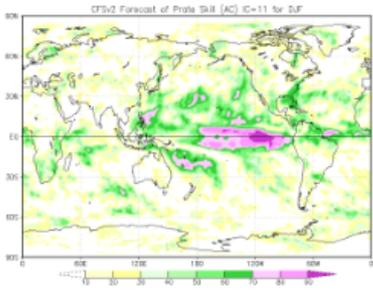 CFSv2 Forecast of Prate Skill (AC) IC=11 for DJF
90N
60N
30N
EQ
30S
60S
90S
0 60E 120E 180 120W 60W 0
10 20 30 40 50 60 70 80 90